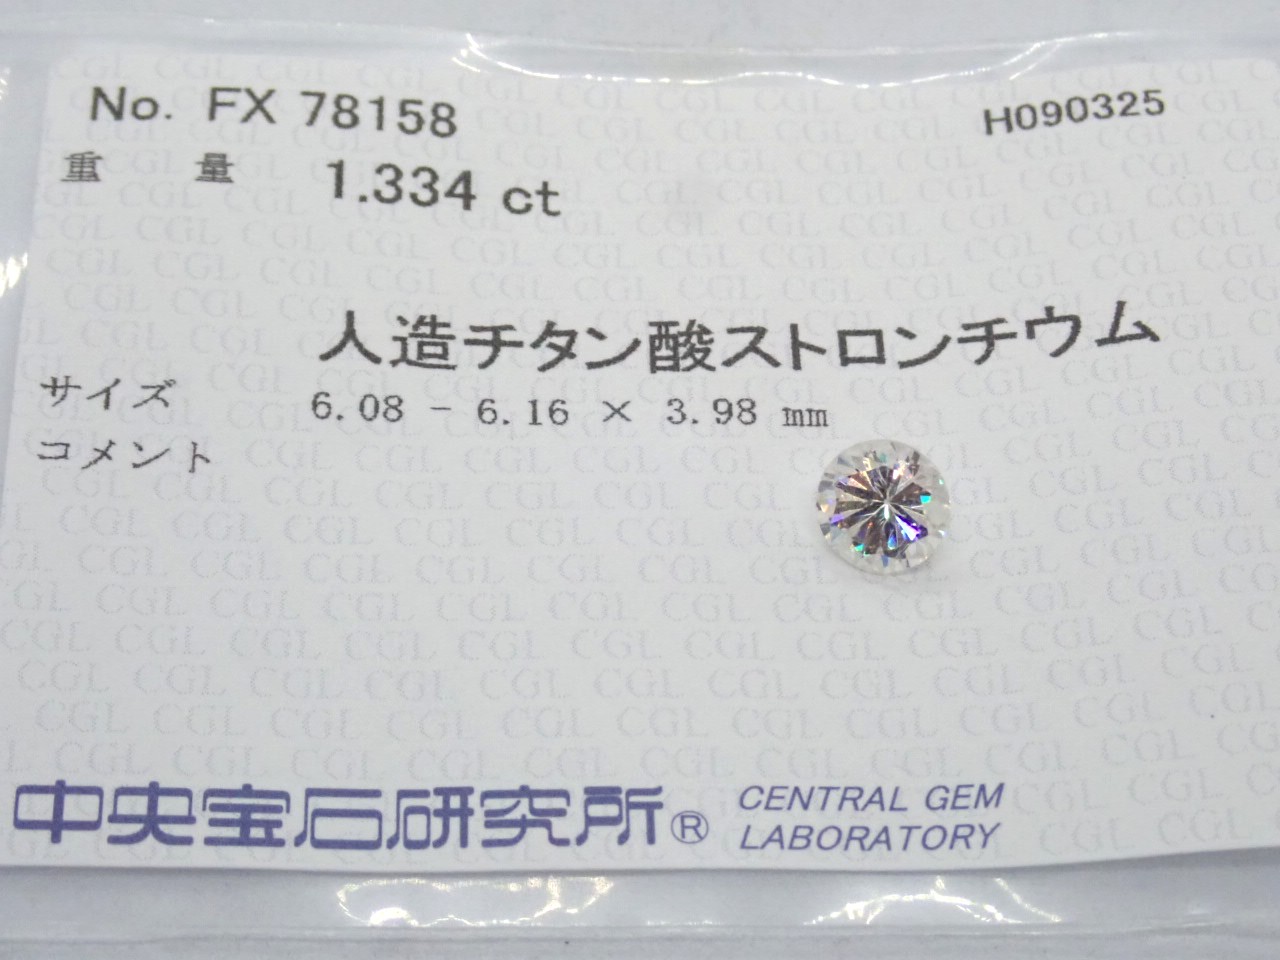 No. FX 78158
H090325
重 量 1.334 ct
人造チタン酸ストロンチウム
サイズ 6.08 - 6.16 × 3.98 mm
コメント
中央宝石研究所® CENTRAL GEM
LABORATORY